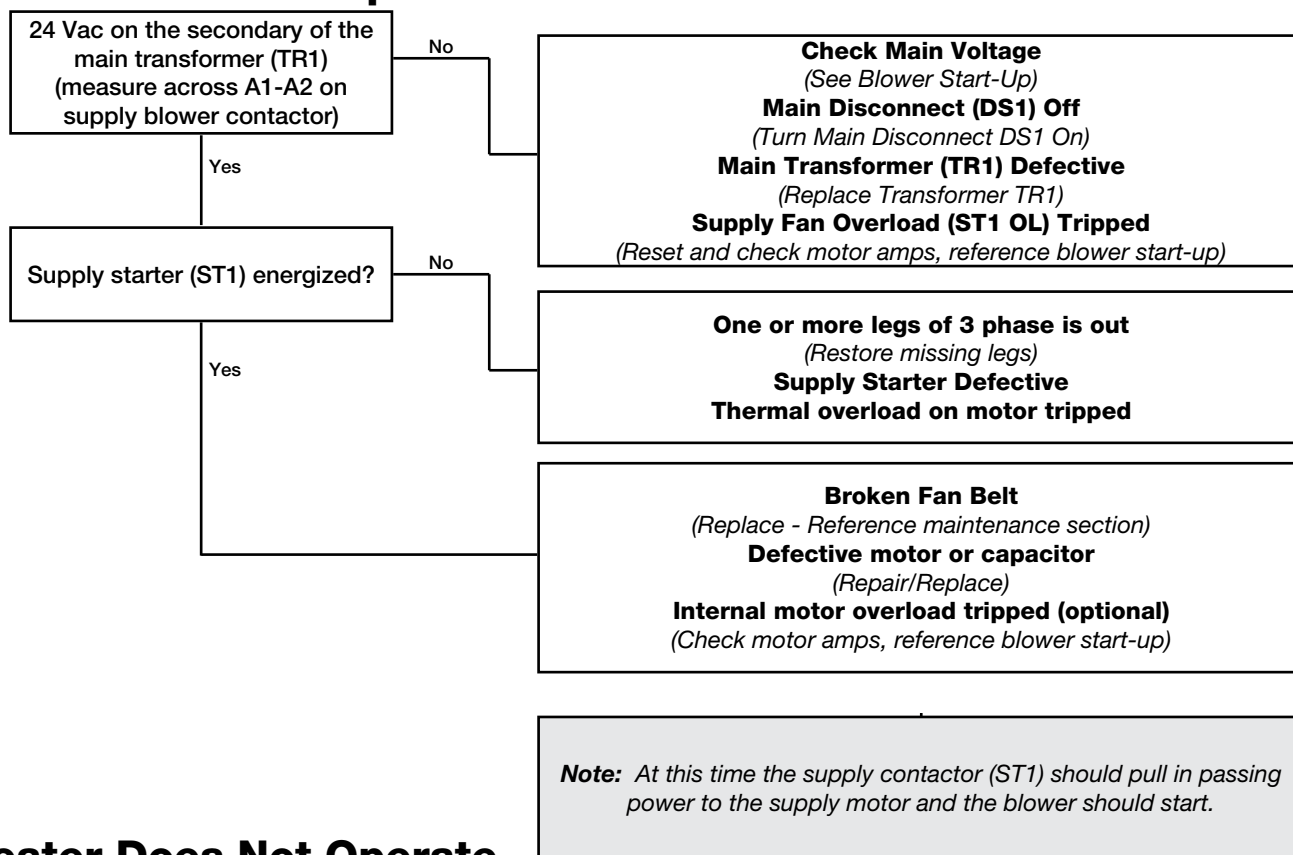 24 Vac on the secondary of the
main transformer (TR1)
(measure across A1-A2 on
supply blower contactor)
No
Check Main Voltage
(See Blower Start-Up)
Main Disconnect (DS1) Off
(Turn Main Disconnect DS1 On)
Main Transformer (TR1) Defective
(Replace Transformer TR1)
Supply Fan Overload (ST1 OL) Tripped
(Reset and check motor amps, reference blower start-up)
Yes
Supply starter (ST1) energized?
No
One or more legs of 3 phase is out
(Restore missing legs)
Supply Starter Defective
Thermal overload on motor tripped
Yes
Broken Fan Belt
(Replace - Reference maintenance section)
Defective motor or capacitor
(Repair/Replace)
Internal motor overload tripped (optional)
(Check motor amps, reference blower start-up)
Note: At this time the supply contactor (ST1) should pull in passing
power to the supply motor and the blower should start.
Does Not Operate